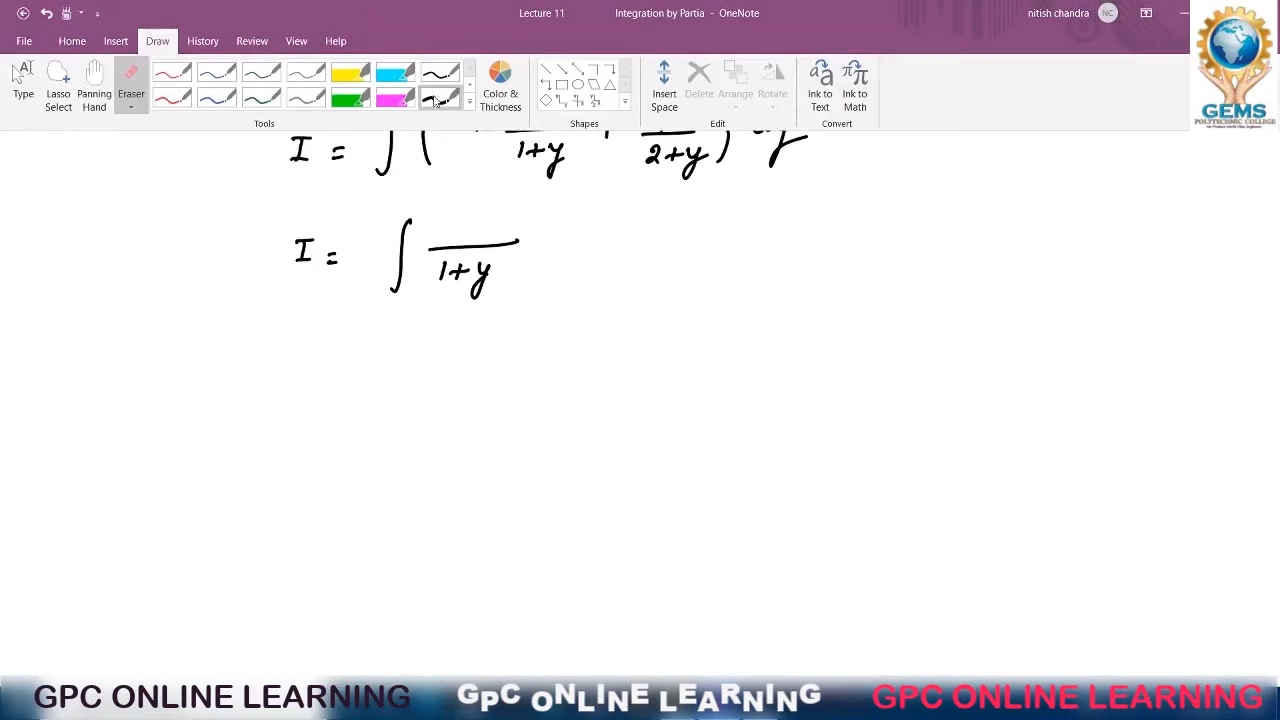 Lecture 11 Integration by Partia - OneNote nitish chandra NC
File Home Insert Draw History Review View Help
Type Lasso Select Panning Hand Eraser Color & Thickness Insert Space Delete Arrange Rotate Ink to Text Ink to Math
Tools Shapes Edit Convert
GEMS
POLYTECHNIC COLLEGE
I = ∫ ( 1+y 2+y )
I = ∫ 1+y
GPC ONLINE LEARNING GPC ONLINE LEARNING GPC ONLINE LEARNING